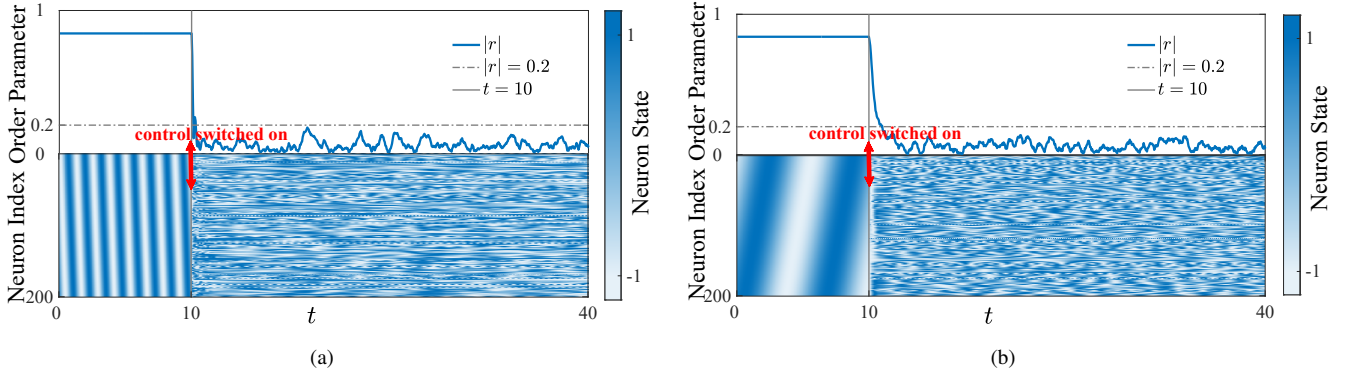 1
Order Parameter
|r|
|r| = 0.2
t = 10
0.2
control switched on
0
Neuron Index
200
0
10
t
40
1
Neuron State
-1
(a)
1
Order Parameter
|r|
|r| = 0.2
t = 10
0.2
control switched on
0
Neuron Index
200
0
10
t
40
1
Neuron State
-1
(b)